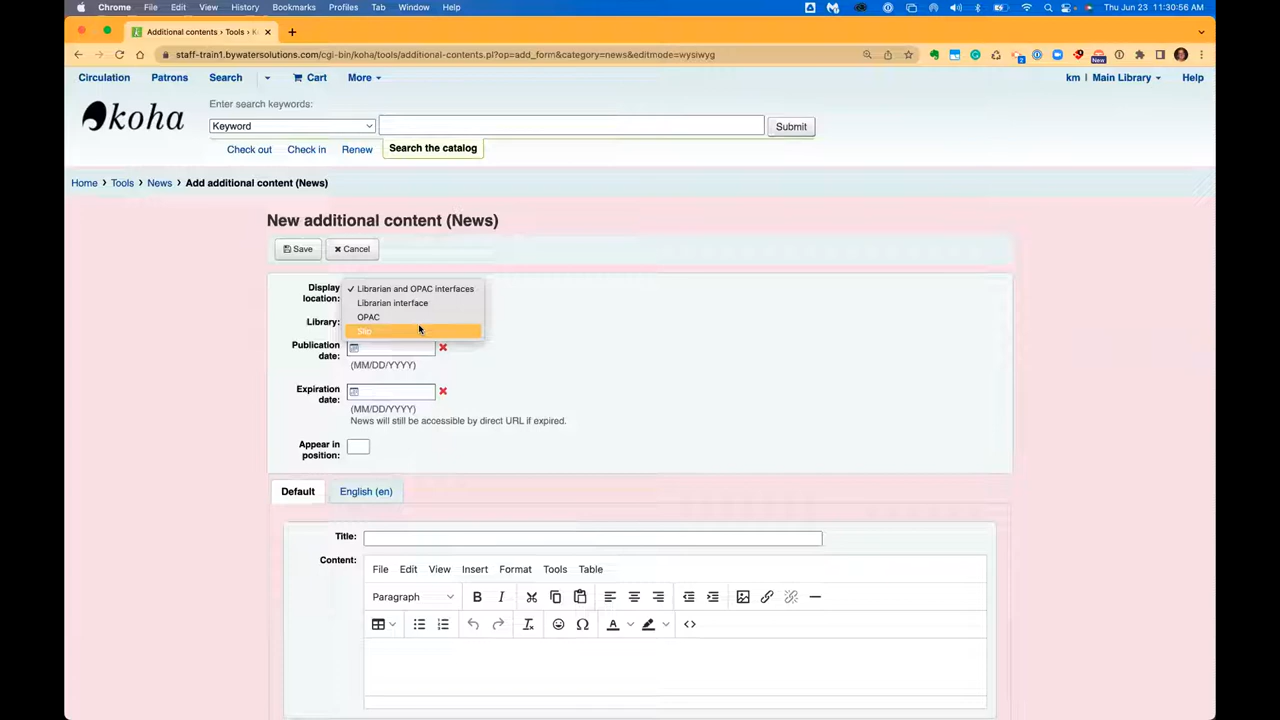 Chrome File Edit View History Bookmarks Profiles Tab Window Help Thu Jun 23 11:30:56 AM
Additional contents › Tools › K
staff-train1.bywatersolutions.com/cgi-bin/koha/tools/additional-contents.pl?op=add_form&category=news&editmode=wysiwyg
New
Circulation Patrons Search Cart More km | Main Library Help
koha
Enter search keywords:
Keyword Submit
Check out Check in Renew Search the catalog
Home › Tools › News › Add additional content (News)
New additional content (News)
Save Cancel
Display location:
✓ Librarian and OPAC interfaces
Librarian interface
OPAC
Slip
Library:
Publication date:
(MM/DD/YYYY)
Expiration date:
(MM/DD/YYYY)
News will still be accessible by direct URL if expired.
Appear in position:
Default English (en)
Title:
Content:
File Edit View Insert Format Tools Table
Paragraph B I